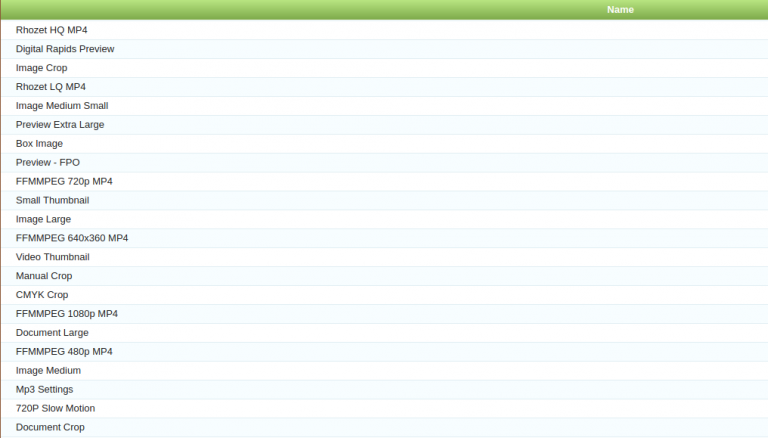 Name
Rhozet HQ MP4
Digital Rapids Preview
Image Crop
Rhozet LQ MP4
Image Medium Small
Preview Extra Large
Box Image
Preview - FPO
FFMMPEG 720p MP4
Small Thumbnail
Image Large
FFMMPEG 640x360 MP4
Video Thumbnail
Manual Crop
CMYK Crop
FFMMPEG 1080p MP4
Document Large
FFMMPEG 480p MP4
Image Medium
Mp3 Settings
720P Slow Motion
Document Crop